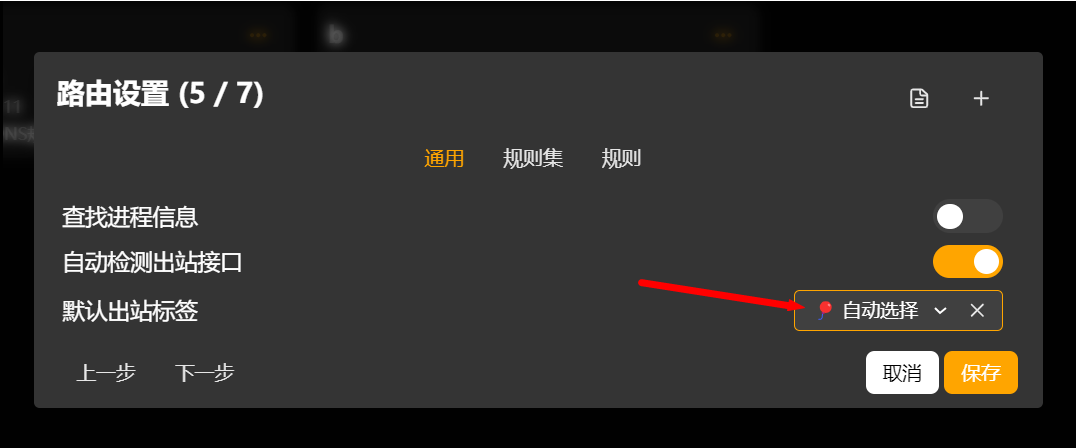 b
11
路由设置 (5 / 7)
通用 规则集 规则
查找进程信息
自动检测出站接口
默认出站标签 🎈 自动选择
上一步 下一步 取消 保存